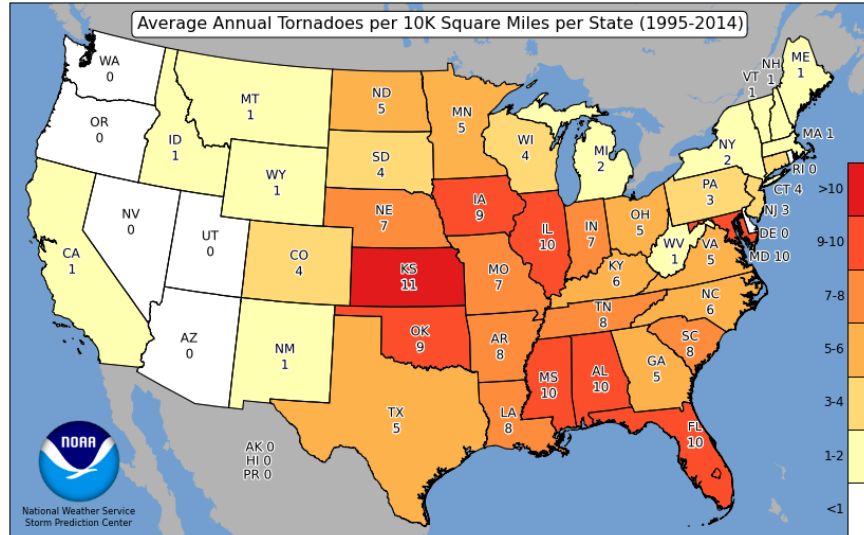 Average Annual Tornadoes per 10K Square Miles per State (1995-2014)
WA
0
OR
0
CA
1
NV
0
ID
1
MT
1
WY
1
UT
0
AZ
0
CO
4
NM
1
ND
5
SD
4
NE
7
KS
11
OK
9
TX
5
MN
5
IA
9
MO
7
AR
8
LA
8
WI
4
IL
10
MI
2
IN
7
OH
5
KY
6
TN
8
MS
10
AL
10
GA
5
FL
10
SC
8
NC
6
VA
5
WV
1
PA
3
NY
2
VT
1
NH
1
ME
1
MA 1
RI 0
CT 4
NJ 3
DE 0
MD 10
AK 0
HI 0
PR 0
>10
9-10
7-8
5-6
3-4
1-2
<1
NOAA
National Weather Service
Storm Prediction Center